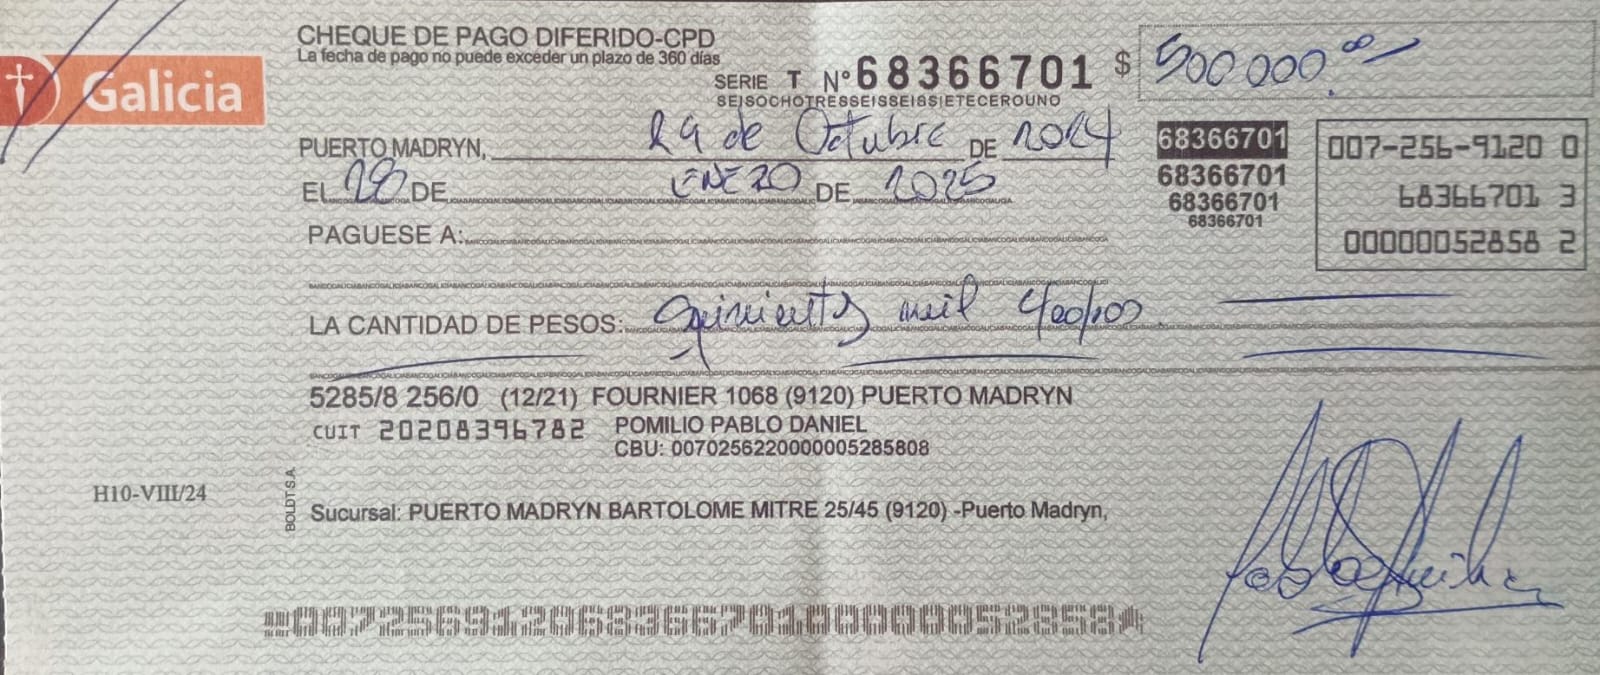 CHEQUE DE PAGO DIFERIDO-CPD
La fecha de pago no puede exceder un plazo de 360 días
Galicia
SERIE T Nº 68366701 $ 500 000.00
SEISOCHOTRESSEISSEISSIETECEROUNO
PUERTO MADRYN, 29 de Octubre DE 2024
EL 28 DE ENERO DE 2025
68366701
68366701
68366701
68366701
007-256-9120 0
68366701 3
00000052858 2
PAGUESE A:
LA CANTIDAD DE PESOS: Quinientos mil c/00/100
5285/8 256/0 (12/21) FOURNIER 1068 (9120) PUERTO MADRYN
CUIT 20208396782 POMILIO PABLO DANIEL
CBU: 0070256220000005285808
H10-VIII/24
BOLDT S.A.
Sucursal: PUERTO MADRYN BARTOLOME MITRE 25/45 (9120) -Puerto Madryn,